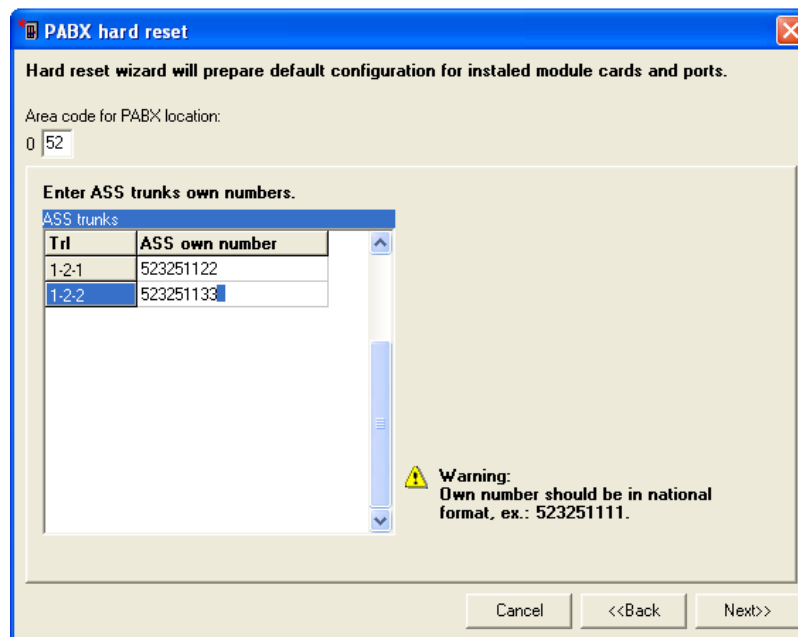 PABX hard reset
Hard reset wizard will prepare default configuration for instaled module cards and ports.
Area code for PABX location:
0 52
Enter ASS trunks own numbers.
ASS trunks
Trl ASS own number
1-2-1 523251122
1-2-2 523251133
Warning:
Own number should be in national
format, ex.: 523251111.
Cancel <<Back Next>>